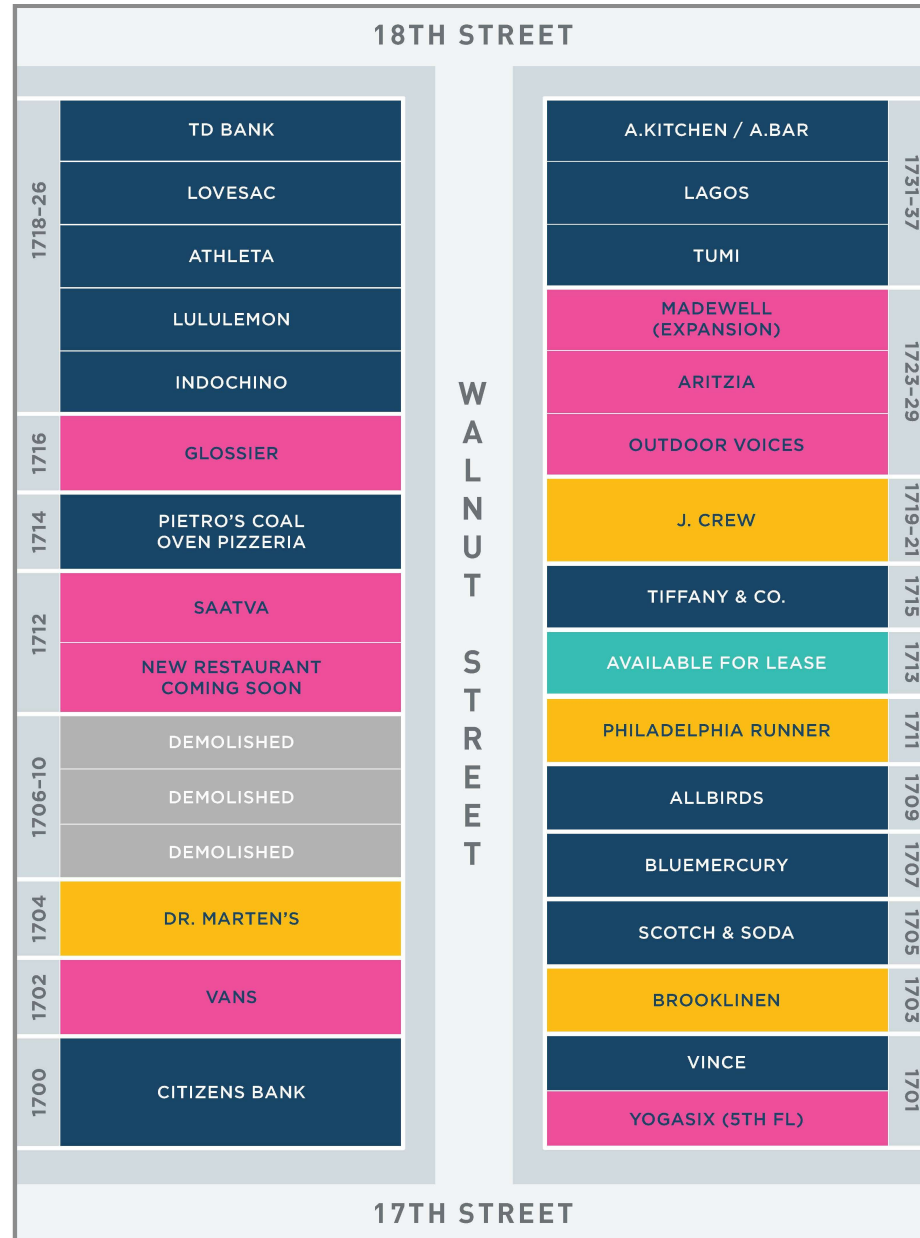 18TH STREET
1718–26
TD BANK
LOVESAC
ATHLETA
LULULEMON
INDOCHINO
1716
GLOSSIER
1714
PIETRO'S COAL
OVEN PIZZERIA
1712
SAATVA
NEW RESTAURANT
COMING SOON
1706–10
DEMOLISHED
DEMOLISHED
DEMOLISHED
1704
DR. MARTEN'S
1702
VANS
1700
CITIZENS BANK
WALNUT STREET
A.KITCHEN / A.BAR
LAGOS
TUMI
1731–37
MADEWELL
(EXPANSION)
ARITZIA
OUTDOOR VOICES
1723–29
J. CREW
1719–21
TIFFANY & CO.
1715
AVAILABLE FOR LEASE
1713
PHILADELPHIA RUNNER
1711
ALLBIRDS
1709
BLUEMERCURY
1707
SCOTCH & SODA
1705
BROOKLINEN
1703
VINCE
YOGASIX (5TH FL)
1701
17TH STREET